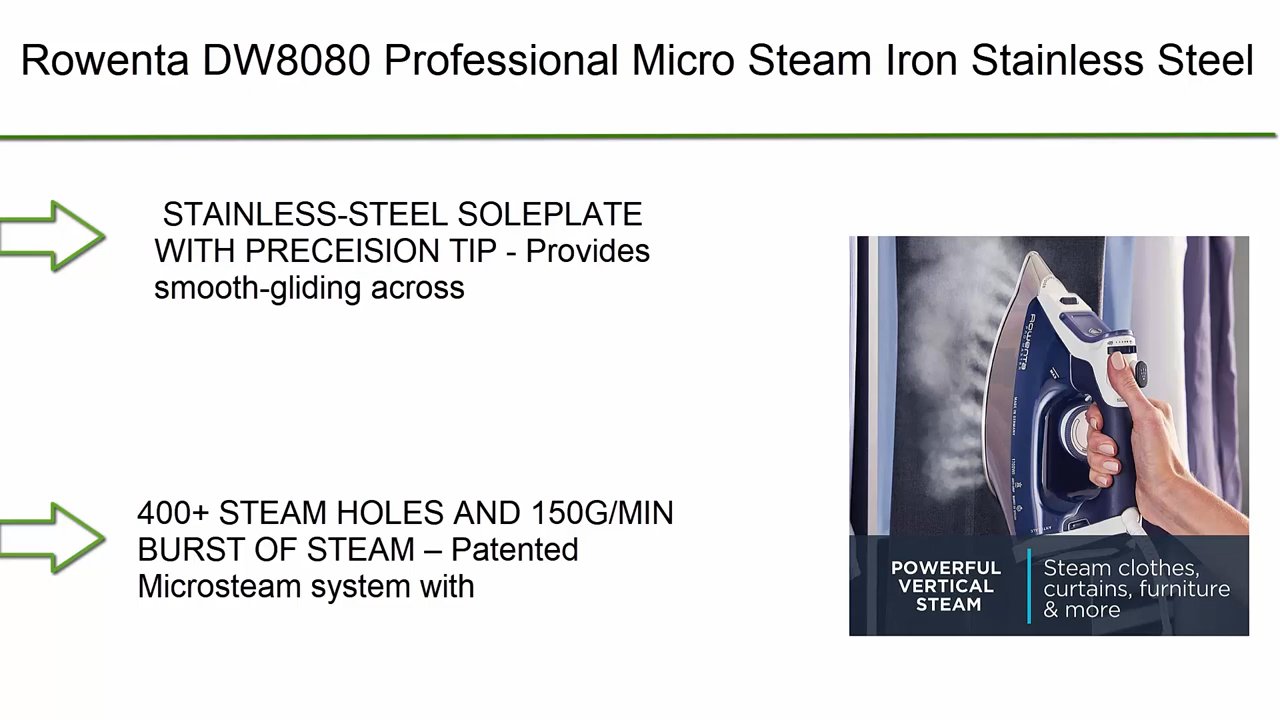 Rowenta DW8080 Professional Micro Steam Iron Stainless Steel
STAINLESS-STEEL SOLEPLATE
WITH PRECEISION TIP - Provides
smooth-gliding across
400+ STEAM HOLES AND 150G/MIN
BURST OF STEAM – Patented
Microsteam system with
Rowenta
POWERFUL
VERTICAL
STEAM
Steam clothes,
curtains, furniture
& more